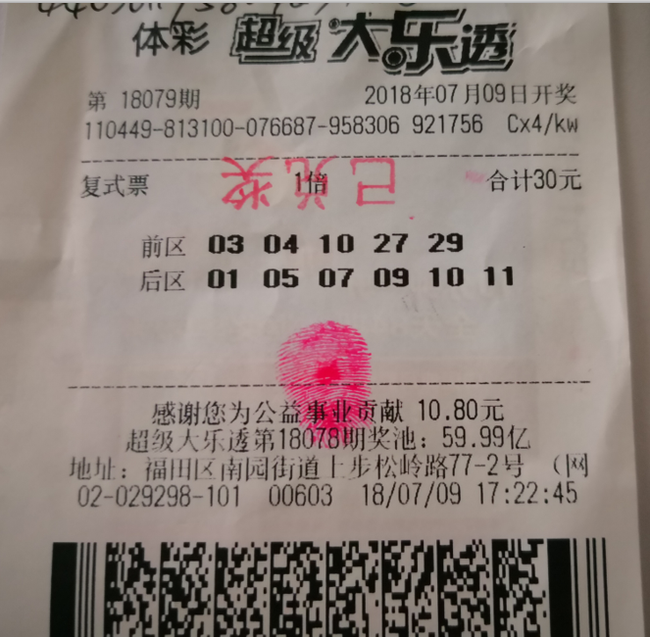 体彩 超级大乐透
第 18079期 2018年07月09日开奖
110449-813100-076687-958306 921756 Cx4/kw
复式票 1倍 合计30元
已兑奖
前区 03 04 10 27 29
后区 01 05 07 09 10 11
感谢您为公益事业贡献 10.80元
超级大乐透第18078期奖池：59.99亿
地址：福田区南园街道上步松岭路77-2号 （网
02-029298-101 00603 18/07/09 17:22:45